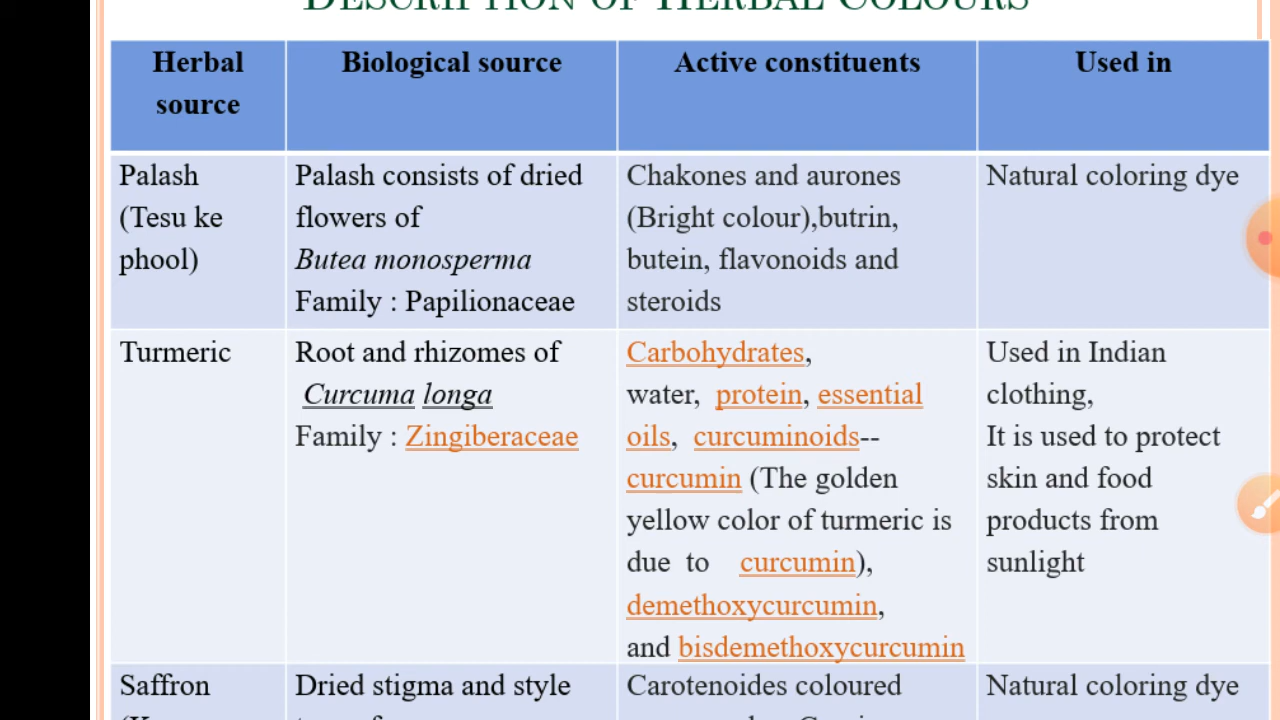 DESCRIPTION OF HERBAL COLOURS
Herbal
source
Biological source
Active constituents
Used in
Palash
(Tesu ke
phool)
Palash consists of dried
flowers of
Butea monosperma
Family : Papilionaceae
Chakones and aurones
(Bright colour),butrin,
butein, flavonoids and
steroids
Natural coloring dye
Turmeric
Root and rhizomes of
Curcuma longa
Family : Zingiberaceae
Carbohydrates,
water, protein, essential
oils, curcuminoids--
curcumin (The golden
yellow color of turmeric is
due to curcumin),
demethoxycurcumin,
and bisdemethoxycurcumin
Used in Indian
clothing,
It is used to protect
skin and food
products from
sunlight
Saffron
Dried stigma and style
Carotenoides coloured
Natural coloring dye